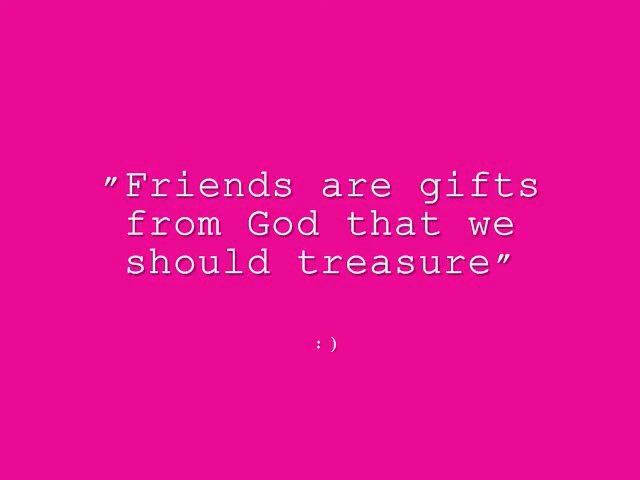 "Friends are gifts
from God that we
should treasure"
: )